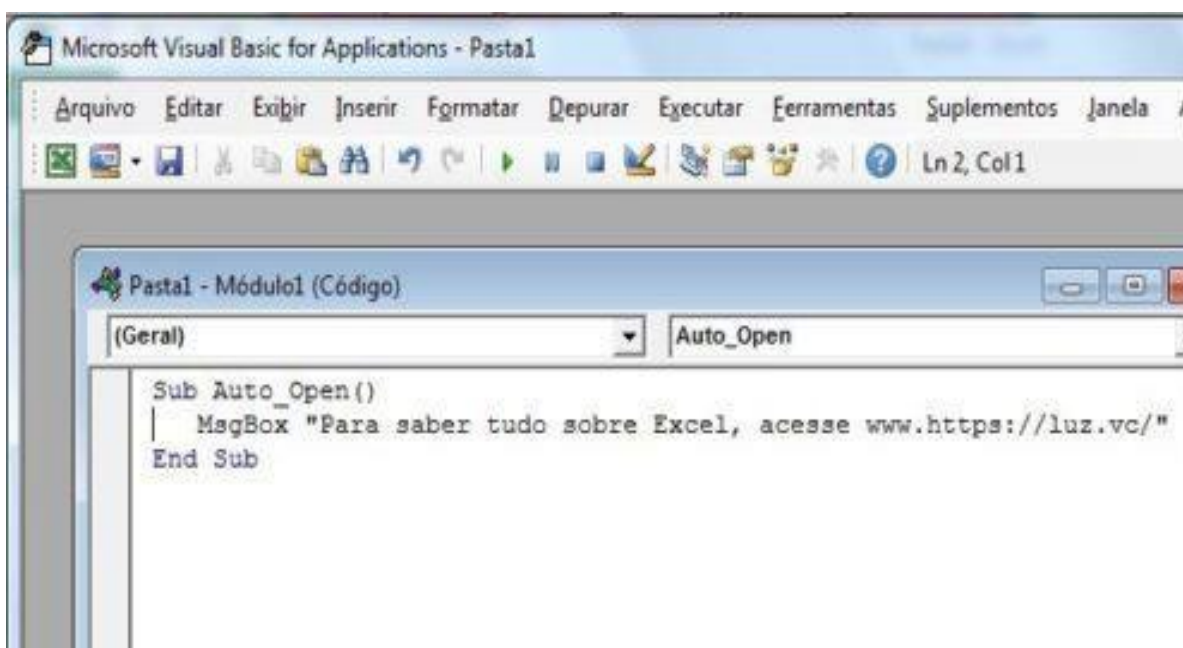 Microsoft Visual Basic for Applications - Pasta1
Arquivo Editar Exibir Inserir Formatar Depurar Executar Ferramentas Suplementos Janela
Ln 2, Col 1
Pasta1 - Módulo1 (Código)
(Geral) Auto_Open
Sub Auto_Open()
MsgBox "Para saber tudo sobre Excel, acesse www.https://luz.vc/"
End Sub